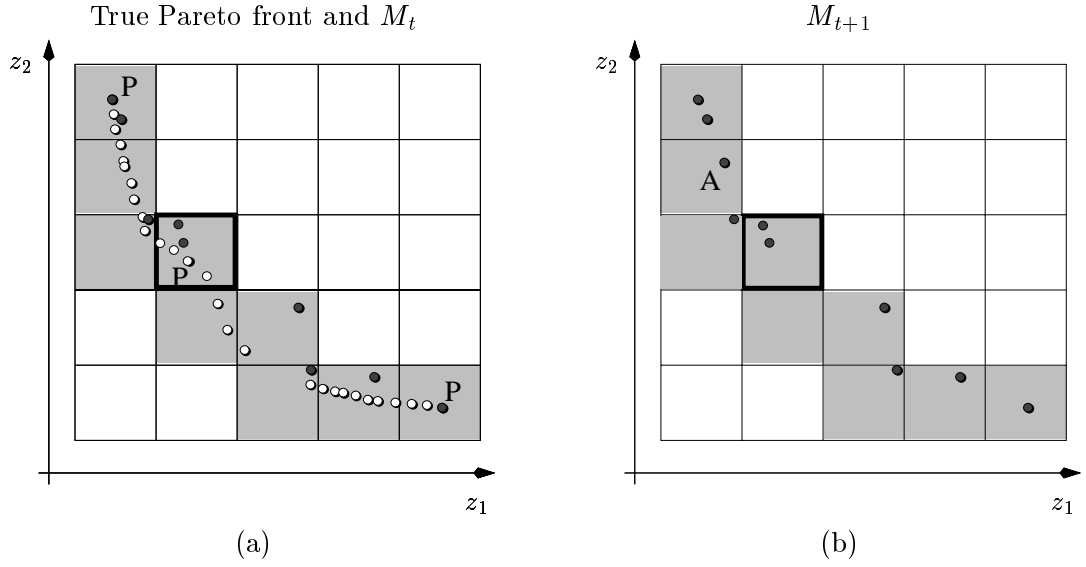 True Pareto front and M_t
z_2
P
P
P
z_1
(a)
M_{t+1}
z_2
A
z_1
(b)